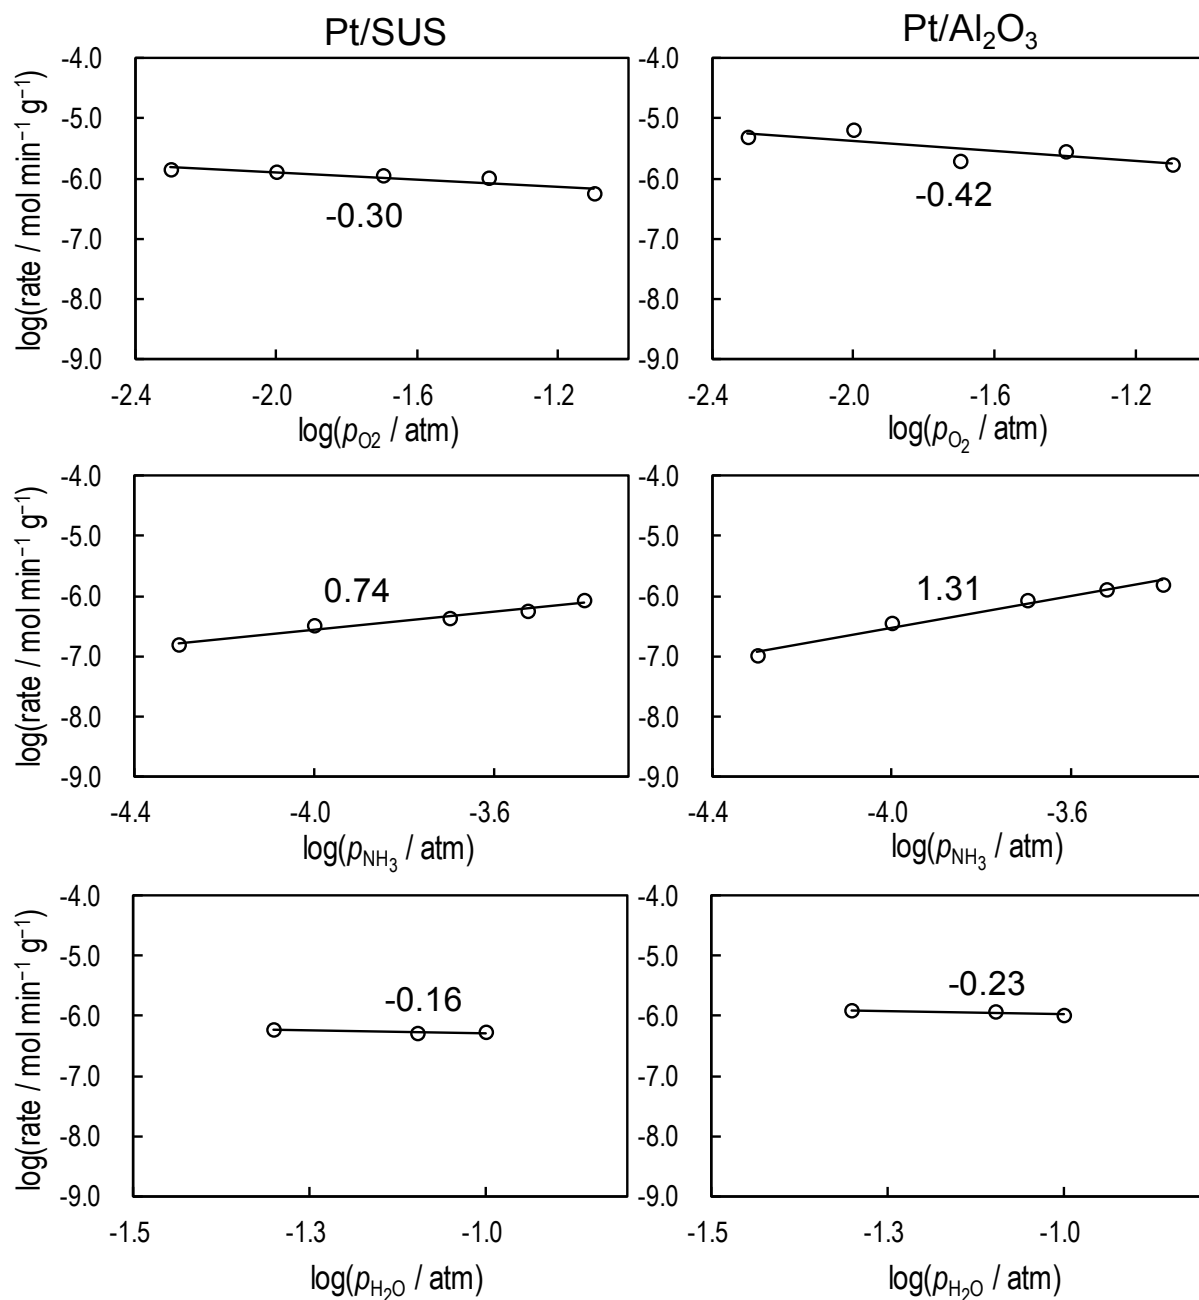 Pt/SUS
Pt/Al₂O₃
log(rate / mol min⁻¹ g⁻¹)
-4.0
-5.0
-6.0
-7.0
-8.0
-9.0
-0.30
-2.4 -2.0 -1.6 -1.2
log(pO2 / atm)
-4.0
-5.0
-6.0
-7.0
-8.0
-9.0
-0.42
-2.4 -2.0 -1.6 -1.2
log(pO₂ / atm)
log(rate / mol min⁻¹ g⁻¹)
-4.0
-5.0
-6.0
-7.0
-8.0
-9.0
0.74
-4.4 -4.0 -3.6
log(pNH₃ / atm)
-4.0
-5.0
-6.0
-7.0
-8.0
-9.0
1.31
-4.4 -4.0 -3.6
log(pNH₃ / atm)
log(rate / mol min⁻¹ g⁻¹)
-4.0
-5.0
-6.0
-7.0
-8.0
-9.0
-0.16
-1.5 -1.3 -1.0
log(pH₂O / atm)
-4.0
-5.0
-6.0
-7.0
-8.0
-9.0
-0.23
-1.5 -1.3 -1.0
log(pH₂O / atm)